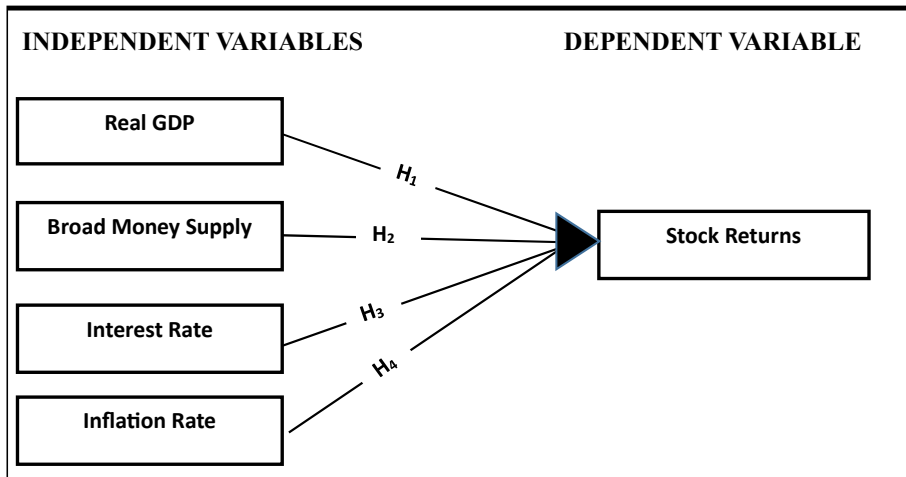 INDEPENDENT VARIABLES
DEPENDENT VARIABLE
Real GDP
H₁
Broad Money Supply
H₂
Stock Returns
Interest Rate
H₃
H₄
Inflation Rate